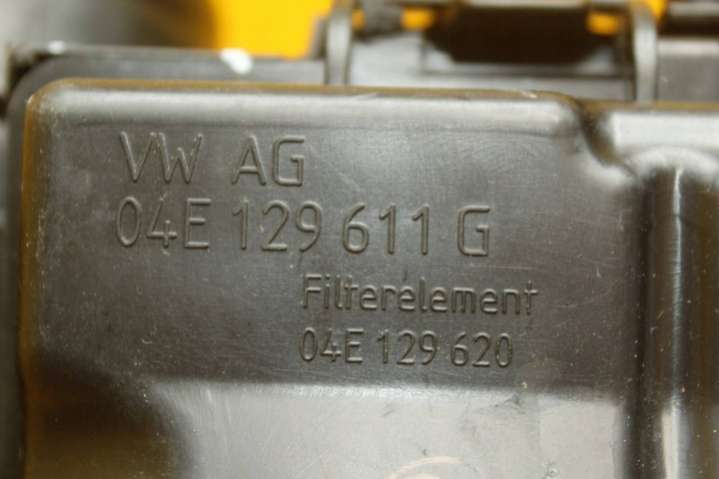 VW AG
04E 129 611 G
Filterelement
04E 129 620